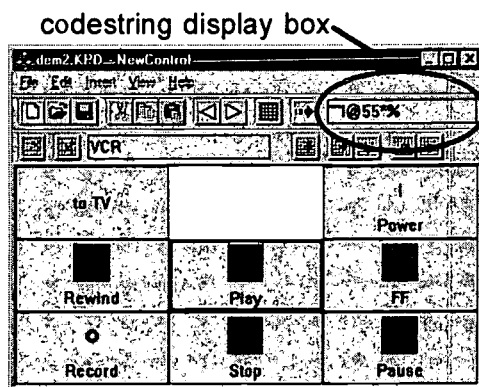 codestring display box
dem2.KPD - NewControl
File Edit Insert View Help
VCR
to TV
Power
Rewind Play FF
Record Stop Pause